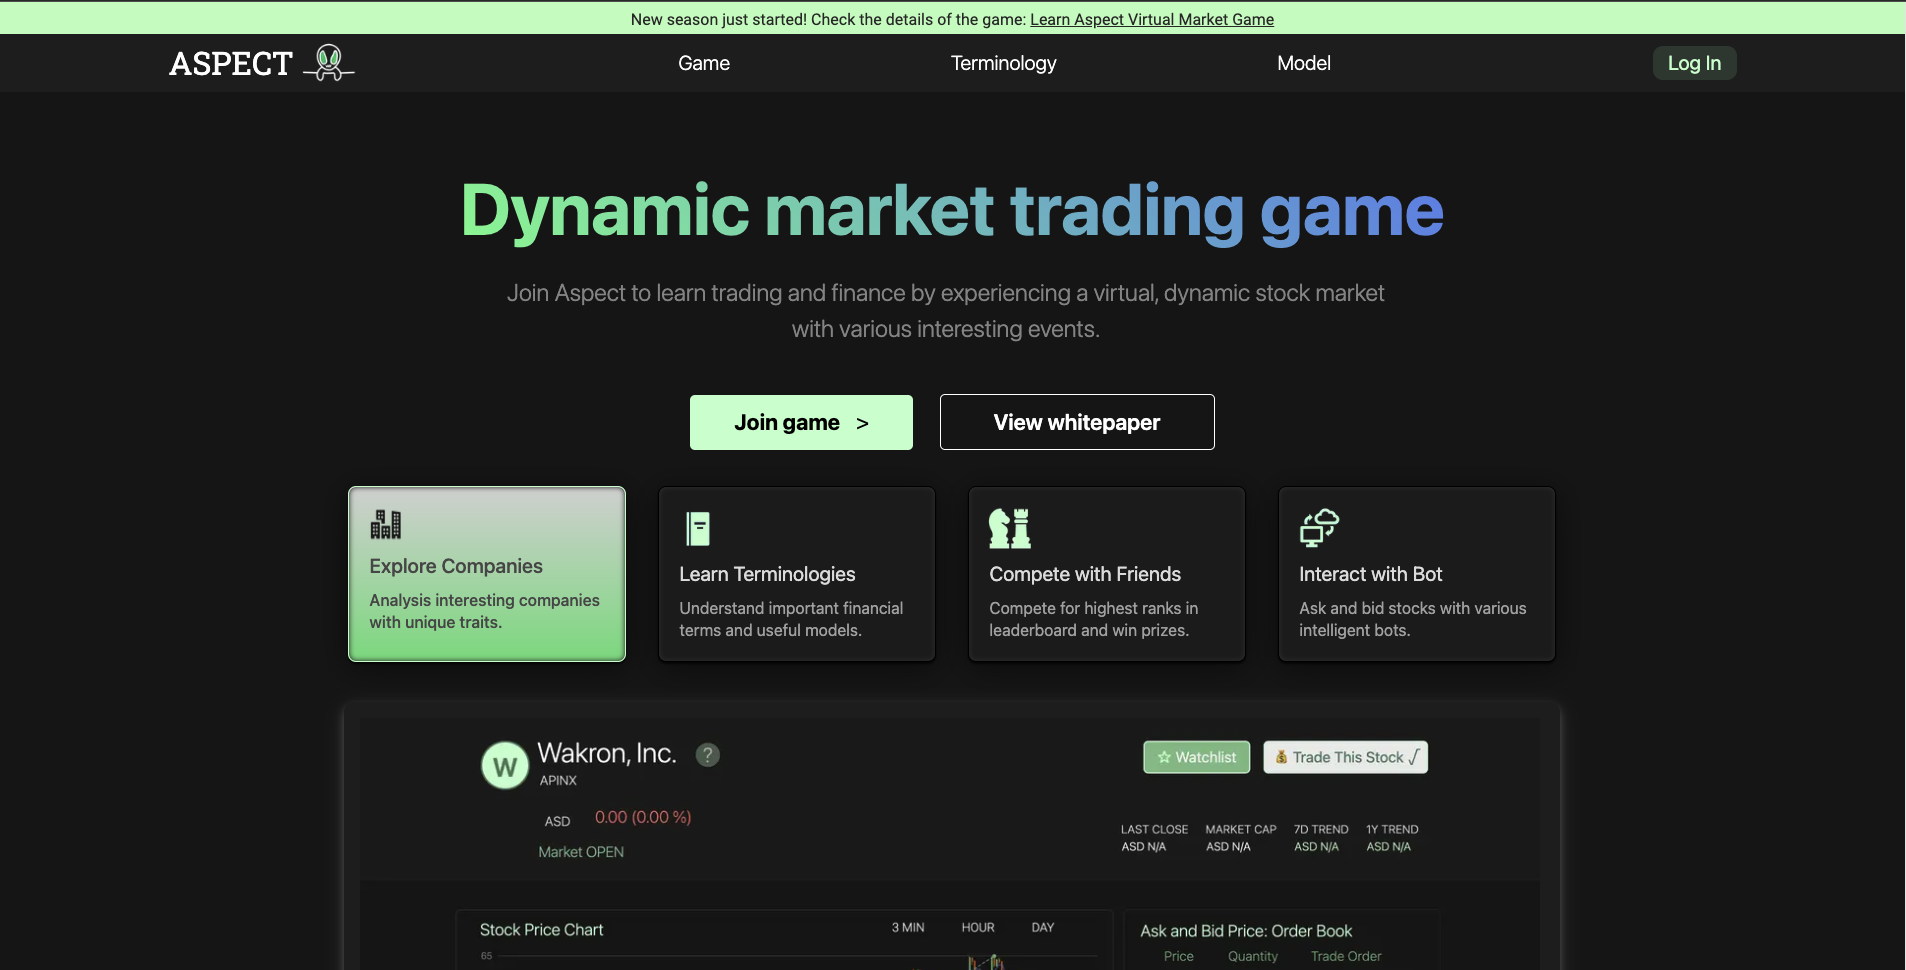 New season just started! Check the details of the game: Learn Aspect Virtual Market Game
ASPECT
Game
Terminology
Model
Log In
Dynamic market trading game
Join Aspect to learn trading and finance by experiencing a virtual, dynamic stock market
with various interesting events.
Join game >
View whitepaper
Explore Companies
Analysis interesting companies
with unique traits.
Learn Terminologies
Understand important financial
terms and useful models.
Compete with Friends
Compete for highest ranks in
leaderboard and win prizes.
Interact with Bot
Ask and bid stocks with various
intelligent bots.
W
Wakron, Inc. ?
APINX
ASD 0.00 (0.00 %)
Market OPEN
☆ Watchlist
💰 Trade This Stock √
LAST CLOSE MARKET CAP 7D TREND 1Y TREND
ASD N/A ASD N/A ASD N/A ASD N/A
Stock Price Chart
3 MIN HOUR DAY
65
Ask and Bid Price: Order Book
Price Quantity Trade Order